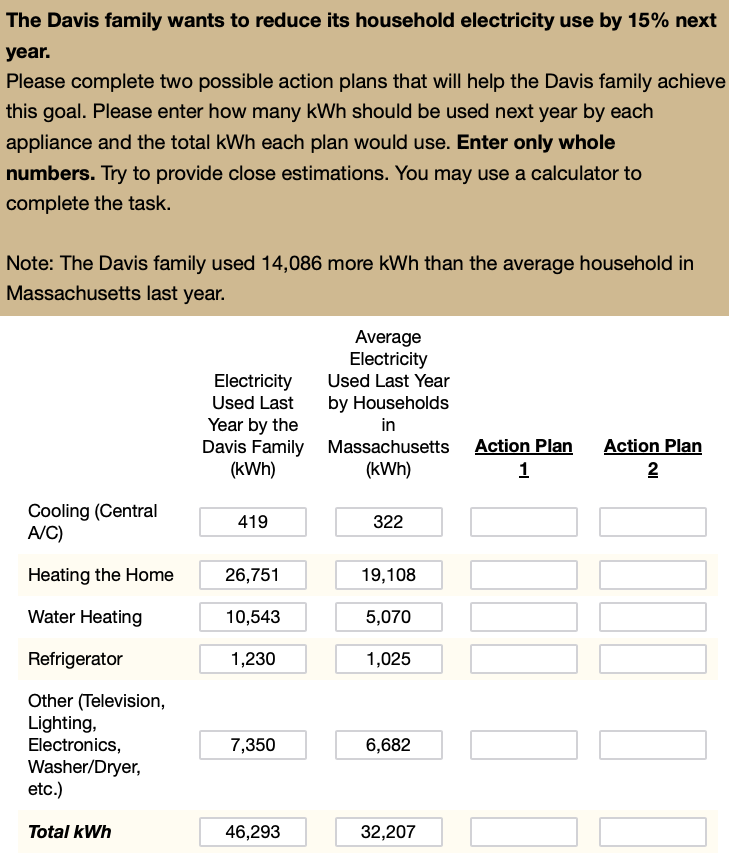 The Davis family wants to reduce its household electricity use by 15% next
year.
Please complete two possible action plans that will help the Davis family achieve
this goal. Please enter how many kWh should be used next year by each
appliance and the total kWh each plan would use. Enter only whole
numbers. Try to provide close estimations. You may use a calculator to
complete the task.
Note: The Davis family used 14,086 more kWh than the average household in
Massachusetts last year.
Electricity
Used Last
Year by the
Davis Family
(kWh)
Average
Electricity
Used Last Year
by Households
in
Massachusetts
(kWh)
Action Plan
1
Action Plan
2
Cooling (Central
A/C)
419
322
Heating the Home
26,751
19,108
Water Heating
10,543
5,070
Refrigerator
1,230
1,025
Other (Television,
Lighting,
Electronics,
Washer/Dryer,
etc.)
7,350
6,682
Total kWh
46,293
32,207